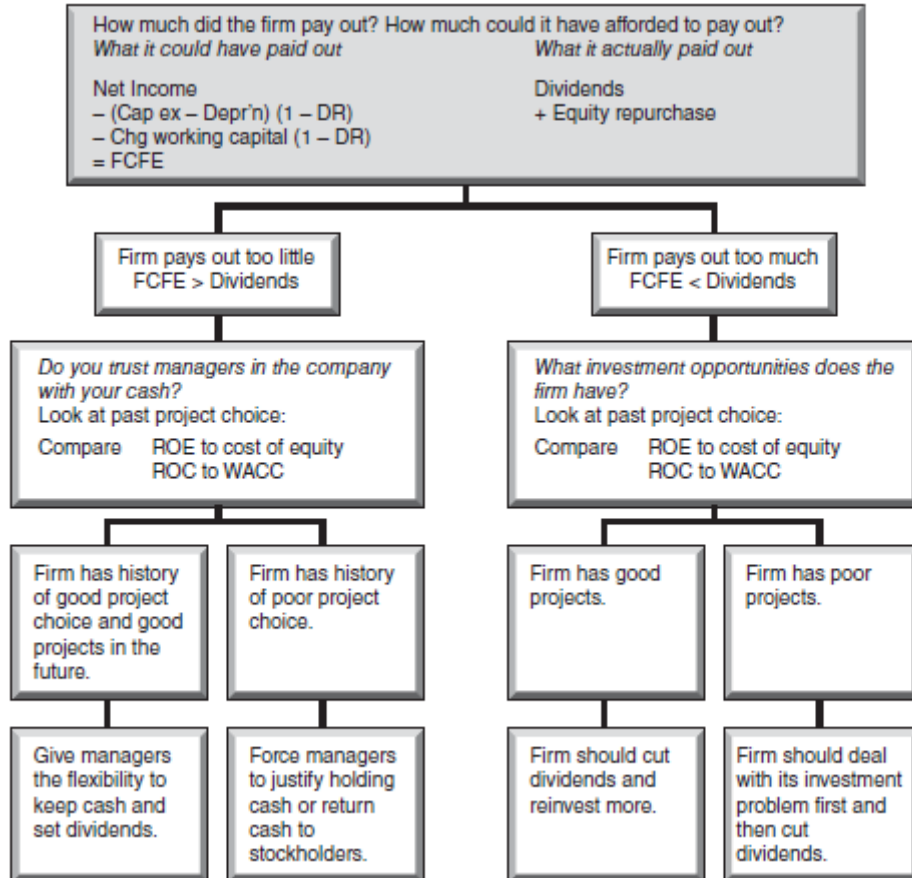 How much did the firm pay out? How much could it have afforded to pay out?
What it could have paid out
What it actually paid out
Net Income
– (Cap ex – Depr'n) (1 – DR)
– Chg working capital (1 – DR)
= FCFE
Dividends
+ Equity repurchase
Firm pays out too little
FCFE > Dividends
Firm pays out too much
FCFE < Dividends
Do you trust managers in the company
with your cash?
Look at past project choice:
Compare ROE to cost of equity
ROC to WACC
What investment opportunities does the
firm have?
Look at past project choice:
Compare ROE to cost of equity
ROC to WACC
Firm has history
of good project
choice and good
projects in the
future.
Firm has history
of poor project
choice.
Firm has good
projects.
Firm has poor
projects.
Give managers
the flexibility to
keep cash and
set dividends.
Force managers
to justify holding
cash or return
cash to
stockholders.
Firm should cut
dividends and
reinvest more.
Firm should deal
with its investment
problem first and
then cut
dividends.